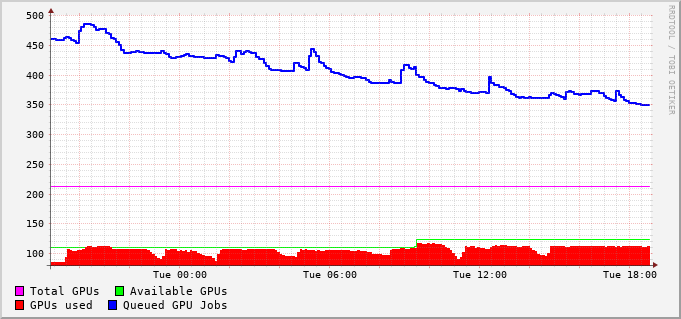 500
450
400
350
300
250
200
150
100
Tue 00:00 Tue 06:00 Tue 12:00 Tue 18:00
Total GPUs Available GPUs
GPUs used Queued GPU Jobs
RRDTOOL / TOBI OETIKER